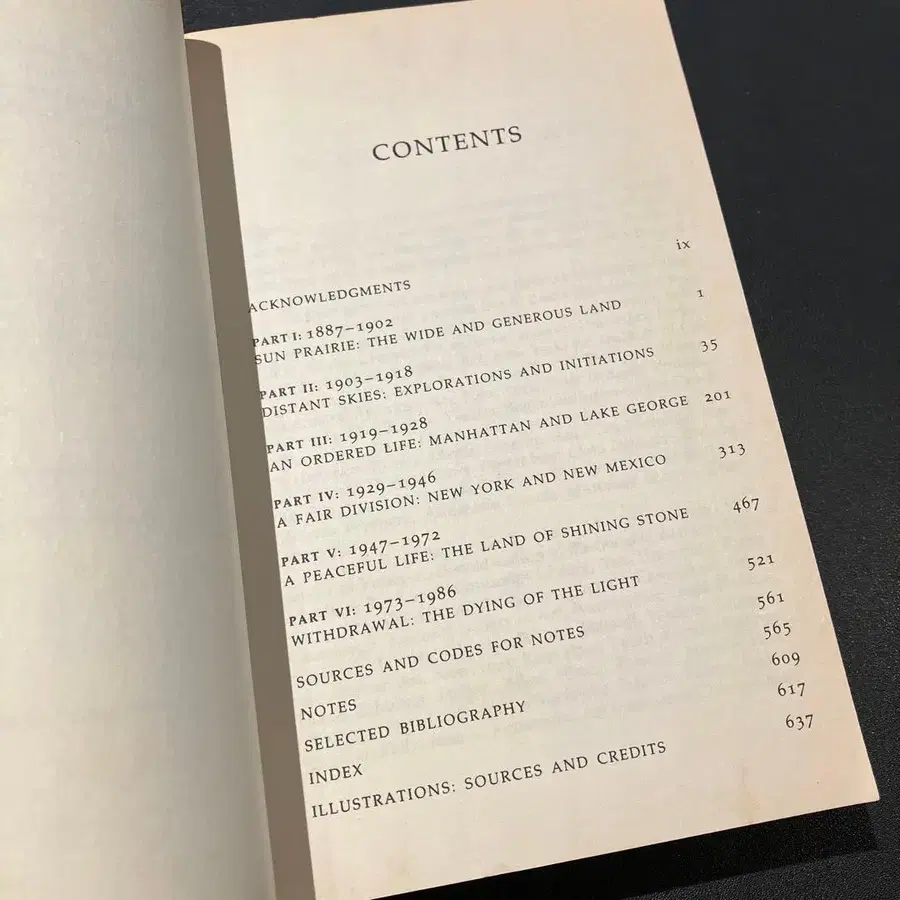 CONTENTS
ACKNOWLEDGMENTS ix
PART I: 1887–1902
SUN PRAIRIE: THE WIDE AND GENEROUS LAND 1
PART II: 1903–1918
DISTANT SKIES: EXPLORATIONS AND INITIATIONS 35
PART III: 1919–1928
AN ORDERED LIFE: MANHATTAN AND LAKE GEORGE 201
PART IV: 1929–1946
A FAIR DIVISION: NEW YORK AND NEW MEXICO 313
PART V: 1947–1972
A PEACEFUL LIFE: THE LAND OF SHINING STONE 467
PART VI: 1973–1986
WITHDRAWAL: THE DYING OF THE LIGHT 521
SOURCES AND CODES FOR NOTES 561
NOTES 565
SELECTED BIBLIOGRAPHY 609
INDEX 617
ILLUSTRATIONS: SOURCES AND CREDITS 637